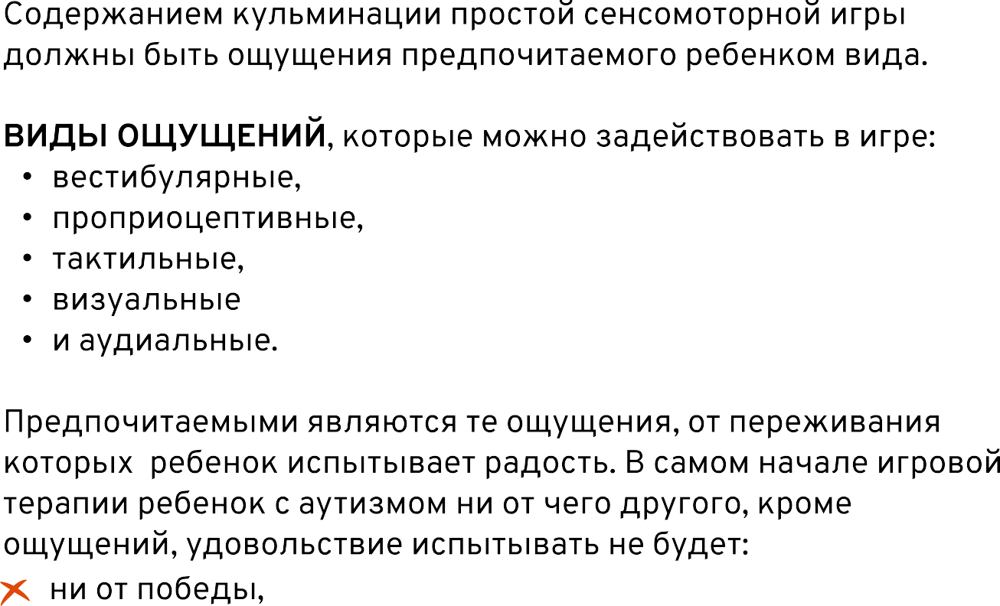 Содержанием кульминации простой сенсомоторной игры
должны быть ощущения предпочитаемого ребенком вида.
ВИДЫ ОЩУЩЕНИЙ, которые можно задействовать в игре:
• вестибулярные,
• проприоцептивные,
• тактильные,
• визуальные
• и аудиальные.
Предпочитаемыми являются те ощущения, от переживания
которых ребенок испытывает радость. В самом начале игровой
терапии ребенок с аутизмом ни от чего другого, кроме
ощущений, удовольствие испытывать не будет:
ни от победы,